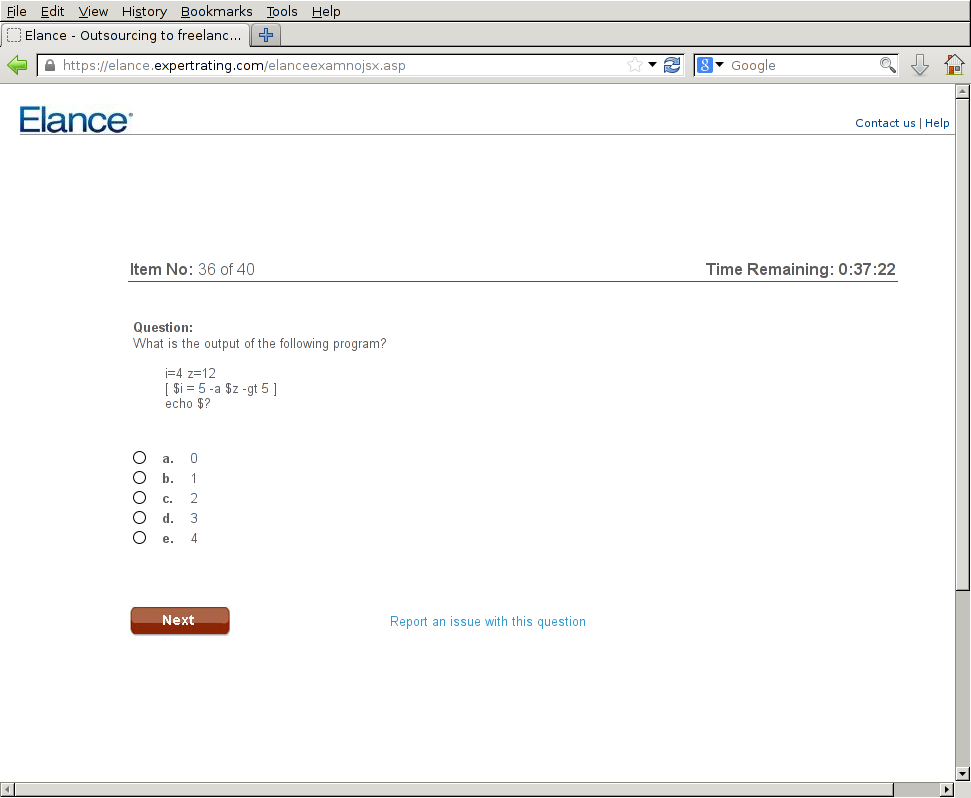 File Edit View History Bookmarks Tools Help
Elance - Outsourcing to freelanc...
https://elance.expertrating.com/elanceexamnojsx.asp
8 Google
Elance
Contact us | Help
Item No: 36 of 40 Time Remaining: 0:37:22
Question:
What is the output of the following program?
i=4 z=12
[ $i = 5 -a $z -gt 5 ]
echo $?
a. 0
b. 1
c. 2
d. 3
e. 4
Next Report an issue with this question